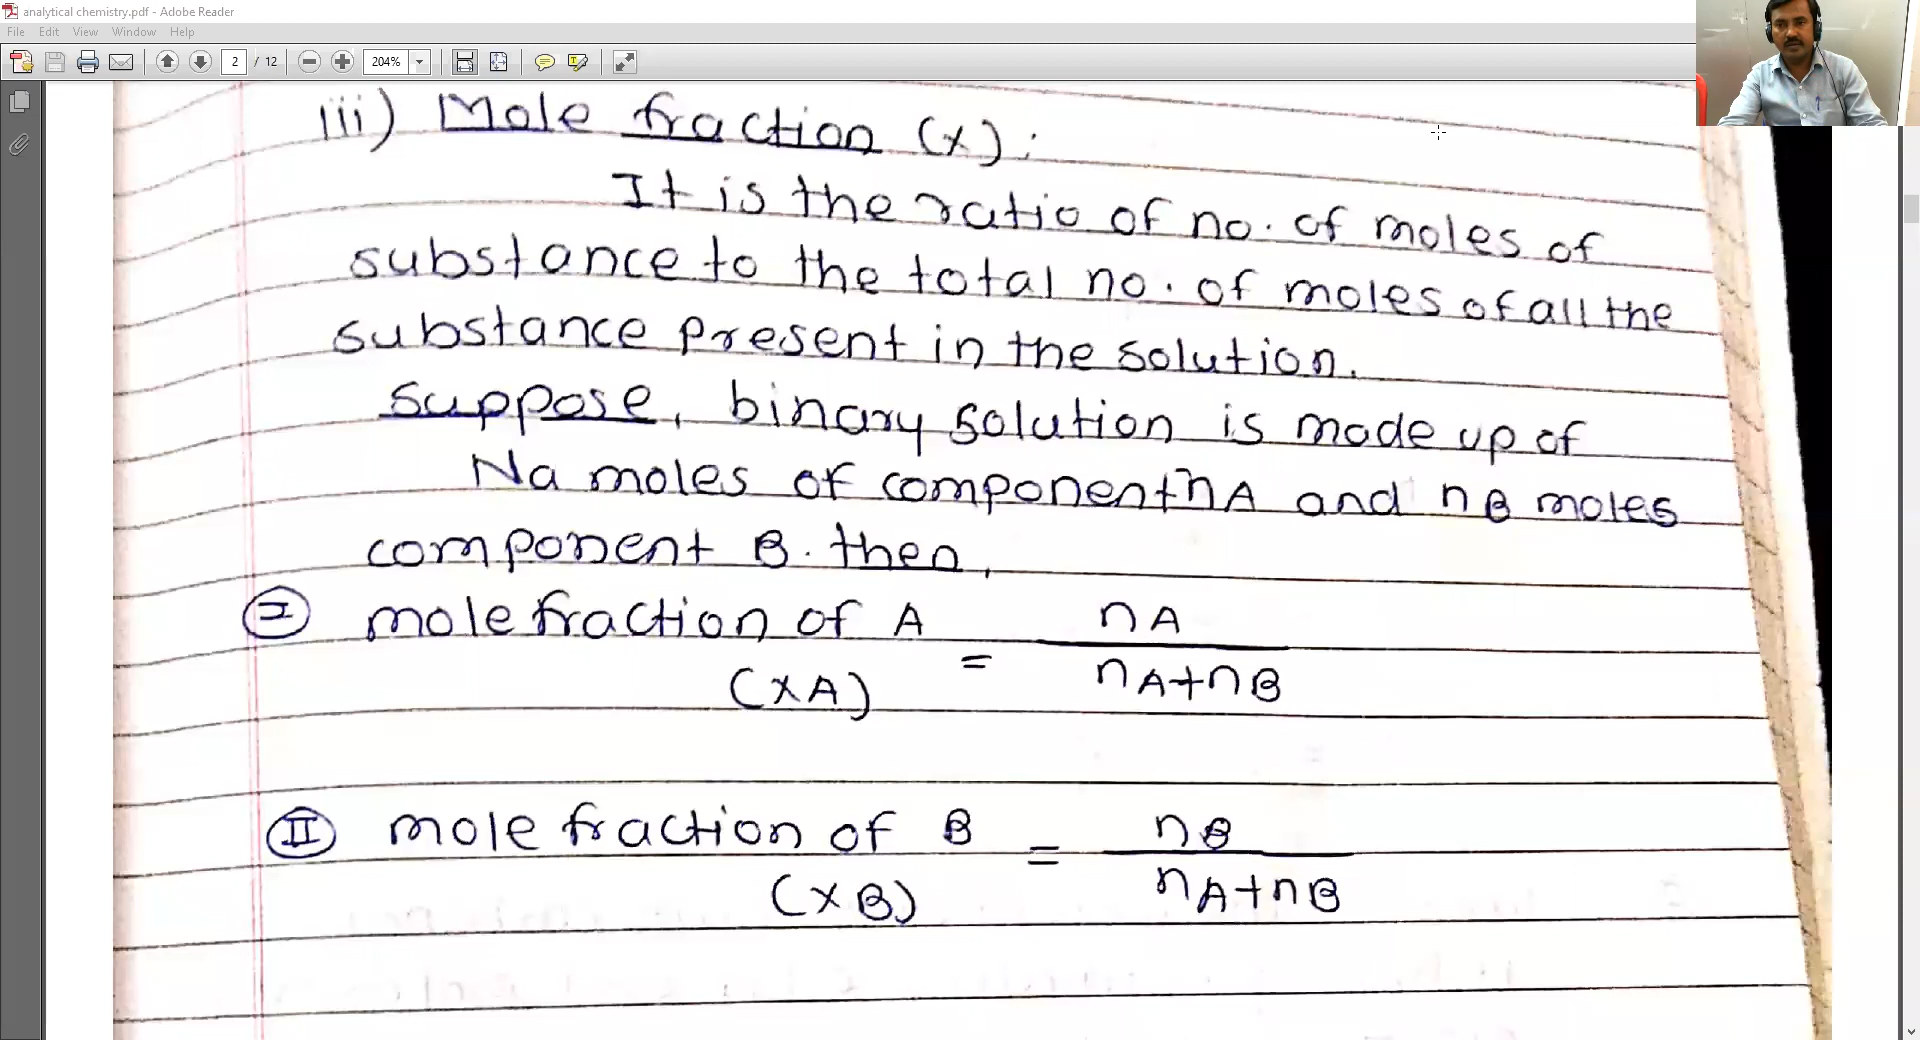 analytical chemistry.pdf - Adobe Reader
File Edit View Window Help
2 / 12 204%
iii) Mole fraction (x):
It is the ratio of no. of moles of
substance to the total no. of moles of all the
substance present in the solution.
suppose, binary solution is made up of
Na moles of component nA and nB moles
component B. then,
I mole fraction of A = nA
(xA) nA+nB
II mole fraction of B = nB
(xB) nA+nB